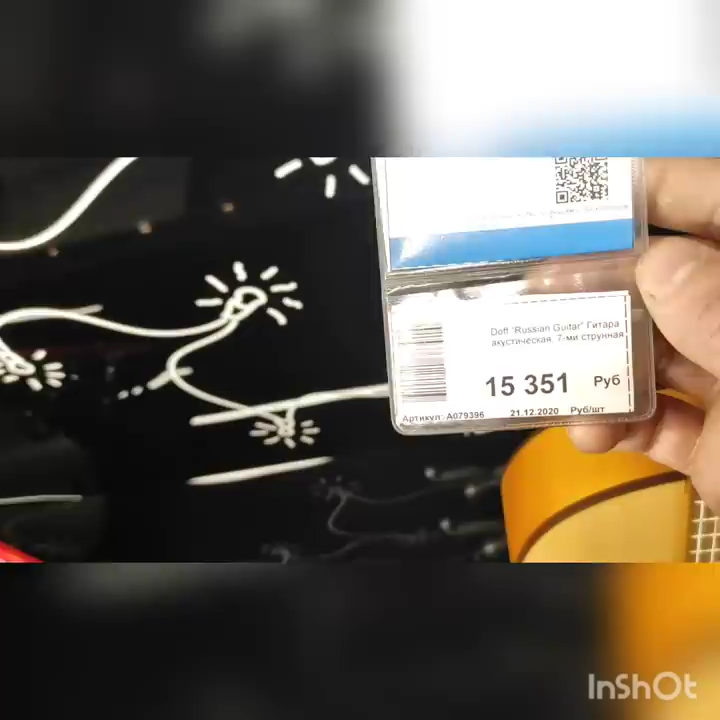 Doff "Russian Guitar" Гитара
акустическая, 7-ми струнная
15 351 Руб
Артикул: A079396 21.12.2020 Руб/шт
InShOt